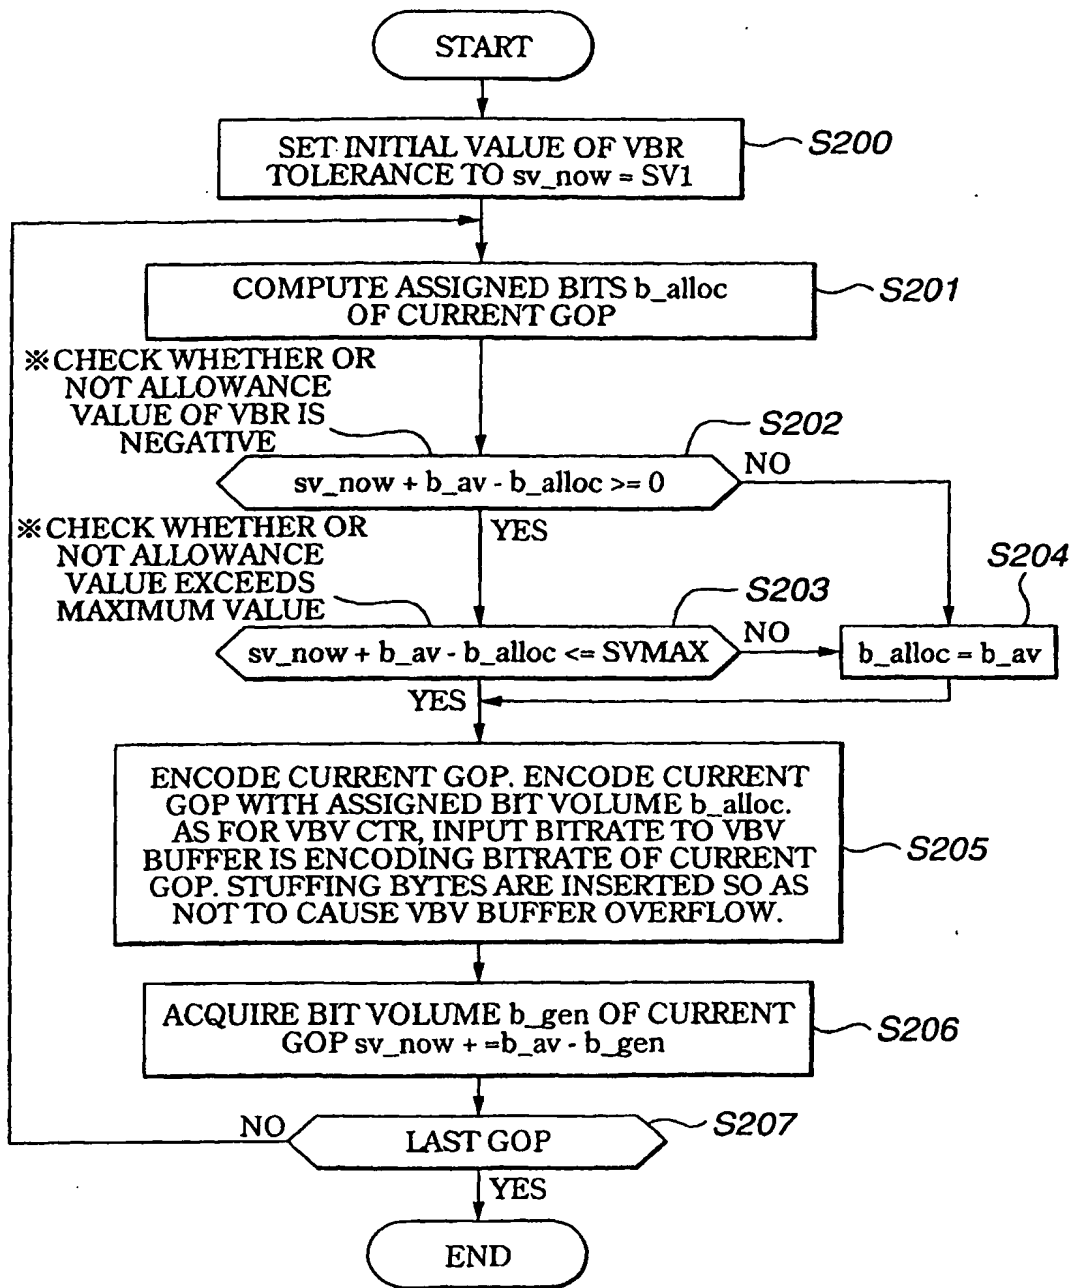 START
SET INITIAL VALUE OF VBR
TOLERANCE TO sv_now = SV1
S200
COMPUTE ASSIGNED BITS b_alloc
OF CURRENT GOP
S201
※CHECK WHETHER OR
NOT ALLOWANCE
VALUE OF VBR IS
NEGATIVE
S202
sv_now + b_av - b_alloc >= 0
NO
YES
※CHECK WHETHER OR
NOT ALLOWANCE
VALUE EXCEEDS
MAXIMUM VALUE
S203
S204
sv_now + b_av - b_alloc <= SVMAX
NO
b_alloc = b_av
YES
ENCODE CURRENT GOP. ENCODE CURRENT
GOP WITH ASSIGNED BIT VOLUME b_alloc.
AS FOR VBV CTR, INPUT BITRATE TO VBV
BUFFER IS ENCODING BITRATE OF CURRENT
GOP. STUFFING BYTES ARE INSERTED SO AS
NOT TO CAUSE VBV BUFFER OVERFLOW.
S205
ACQUIRE BIT VOLUME b_gen OF CURRENT
GOP sv_now + =b_av - b_gen
S206
NO
LAST GOP
S207
YES
END